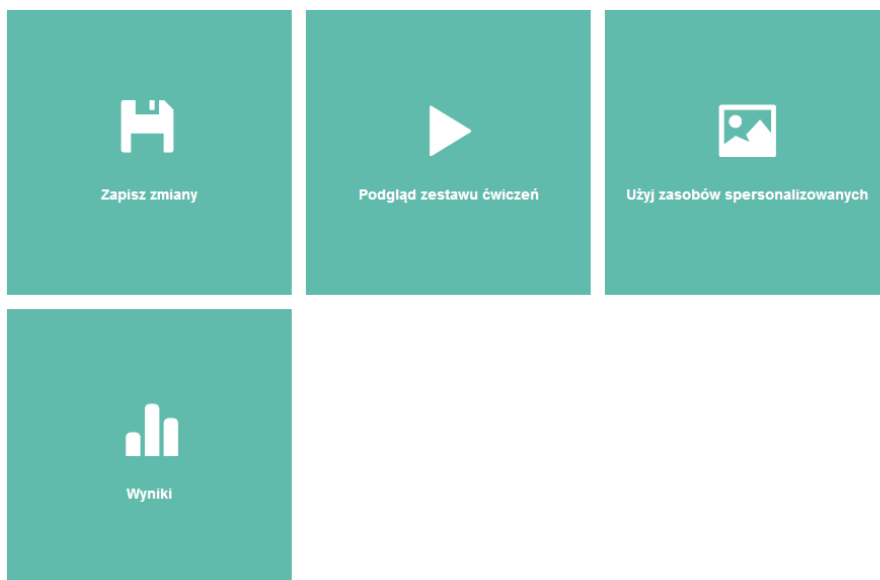 Zapisz zmiany
Podgląd zestawu ćwiczeń
Użyj zasobów spersonalizowanych
Wyniki